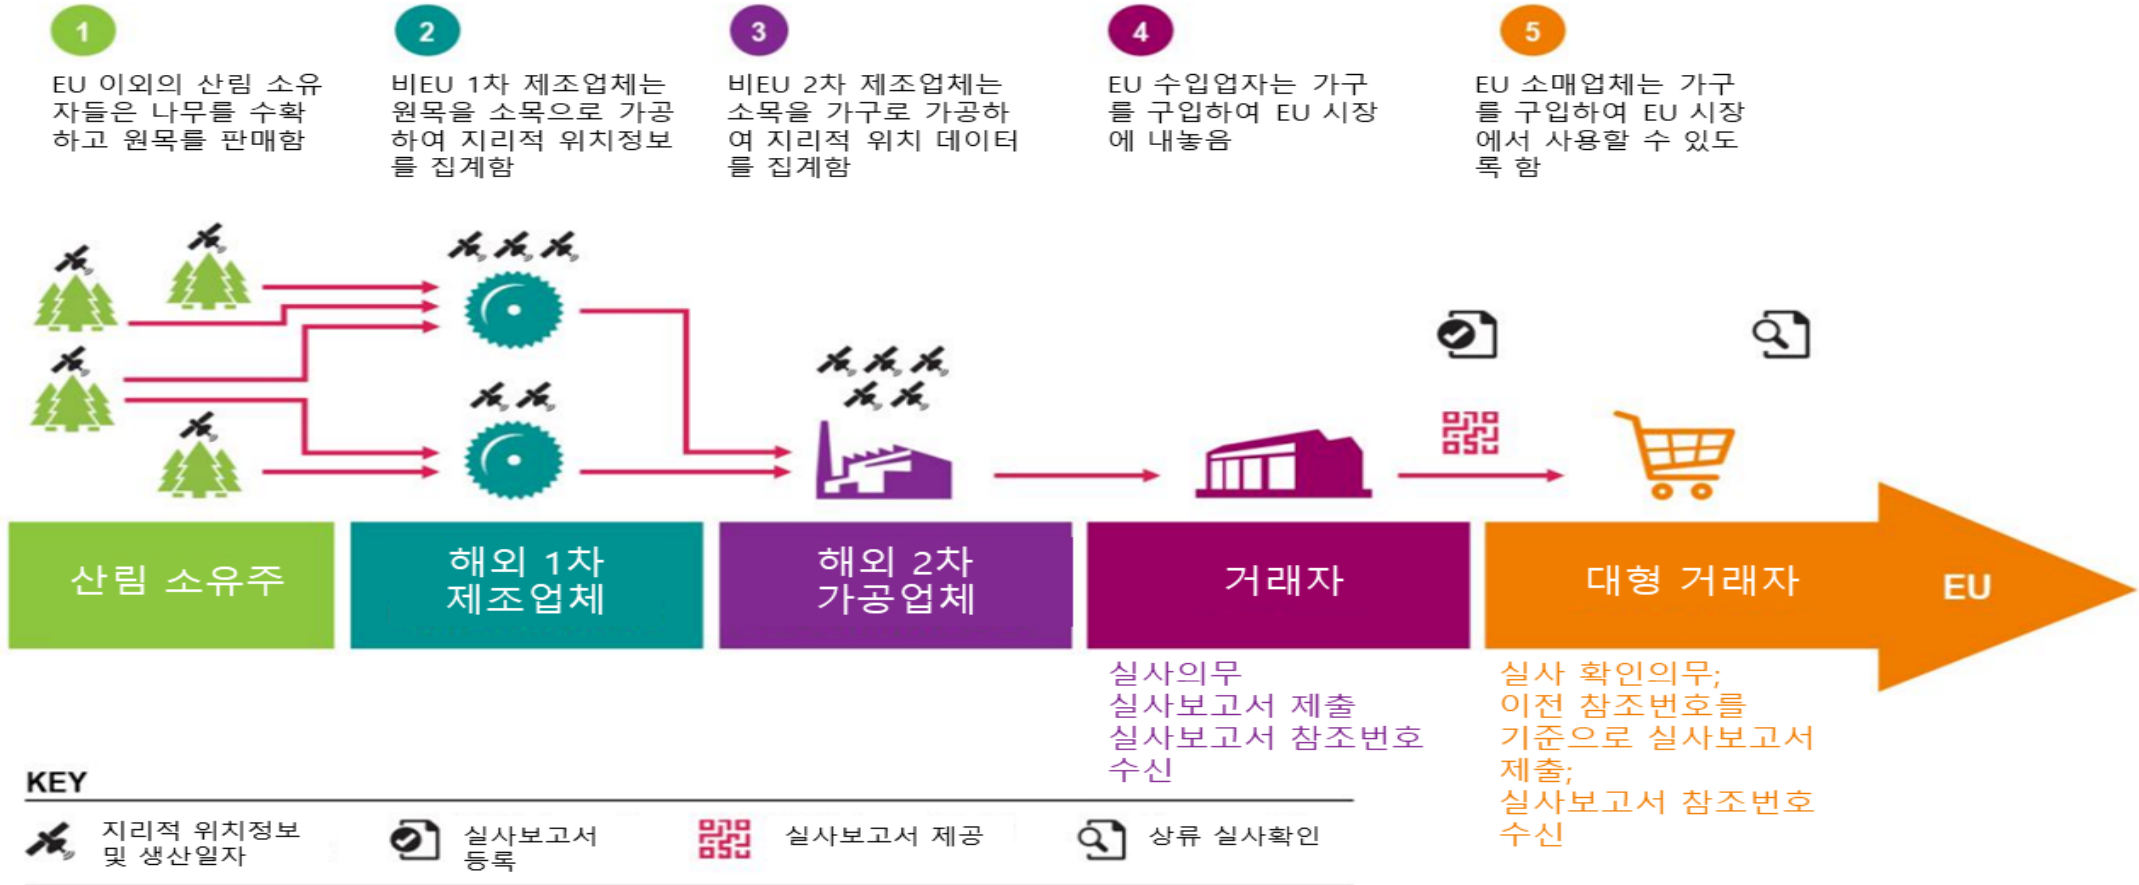 1
EU 이외의 산림 소유
자들은 나무를 수확
하고 원목를 판매함
2
비EU 1차 제조업체는
원목을 소목으로 가공
하여 지리적 위치정보
를 집계함
3
비EU 2차 제조업체는
소목을 가구로 가공하
여 지리적 위치 데이터
를 집계함
4
EU 수입업자는 가구
를 구입하여 EU 시장
에 내놓음
5
EU 소매업체는 가구
를 구입하여 EU 시장
에서 사용할 수 있도
록 함
산림 소유주
해외 1차
제조업체
해외 2차
가공업체
거래자
대형 거래자
EU
실사의무
실사보고서 제출
실사보고서 참조번호
수신
실사 확인의무;
이전 참조번호를
기준으로 실사보고서
제출;
실사보고서 참조번호
수신
KEY
지리적 위치정보
및 생산일자
실사보고서
등록
실사보고서 제공
상류 실사확인